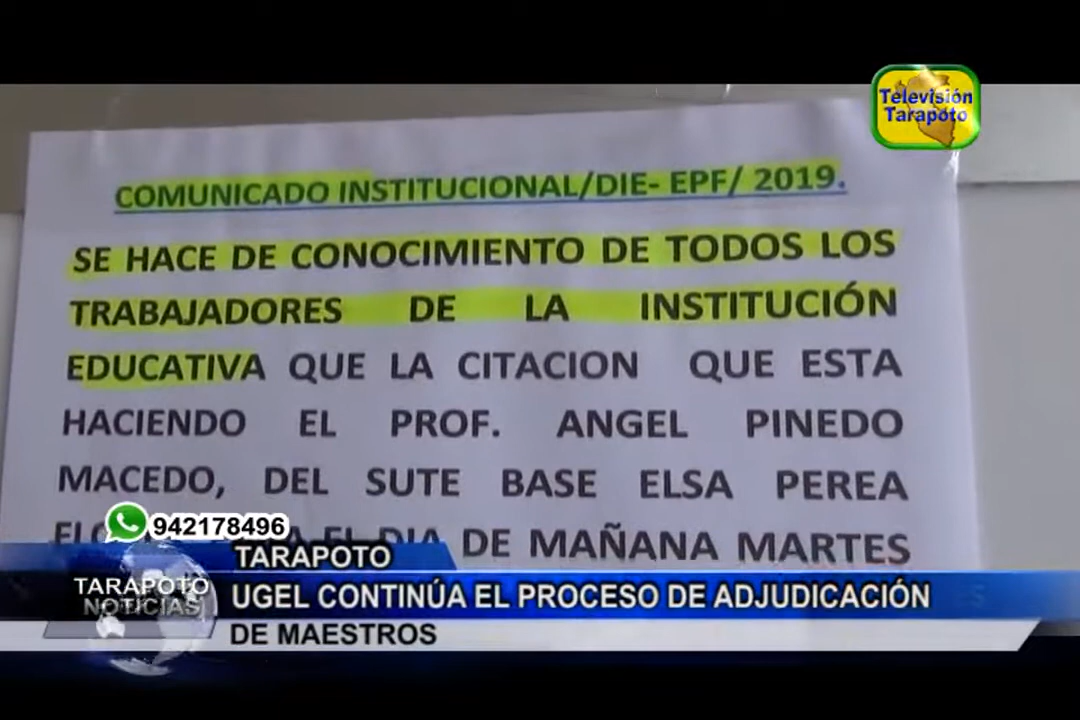 Televisión
Tarapoto
COMUNICADO INSTITUCIONAL/DIE- EPF/ 2019.
SE HACE DE CONOCIMIENTO DE TODOS LOS
TRABAJADORES DE LA INSTITUCIÓN
EDUCATIVA QUE LA CITACION QUE ESTA
HACIENDO EL PROF. ANGEL PINEDO
MACEDO, DEL SUTE BASE ELSA PEREA
EL DIA DE MAÑANA MARTES
942178496
TARAPOTO
TARAPOTO
NOTICIAS
UGEL CONTINÚA EL PROCESO DE ADJUDICACIÓN
DE MAESTROS